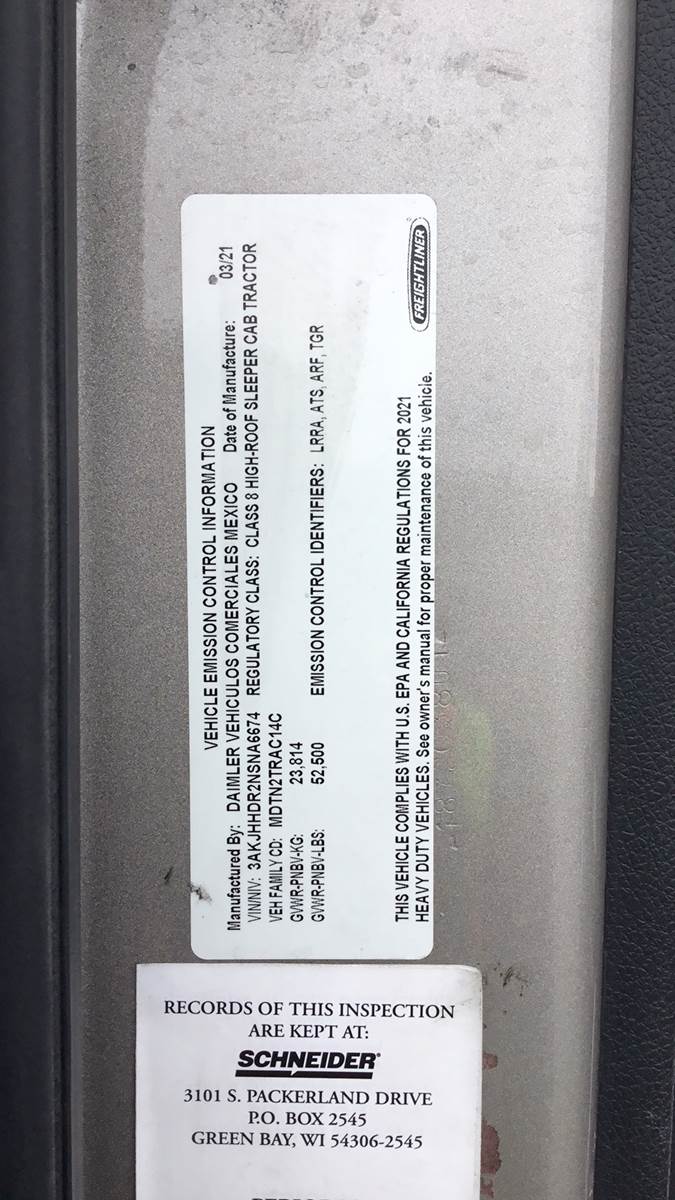 VEHICLE EMISSION CONTROL INFORMATION
Manufactured By: DAIMLER VEHICULOS COMERCIALES MEXICO Date of Manufacture: 03/21
VIN/NIV: 3AKJHHDR2NSNA6674 REGULATORY CLASS: CLASS 8 HIGH-ROOF SLEEPER CAB TRACTOR
VEH FAMILY CD: MDTN2TRAC14C
GVWR-PNBV-KG: 23,814
GVWR-PNBV-LBS: 52,500 EMISSION CONTROL IDENTIFIERS: LRRA, ATS, ARF, TGR
THIS VEHICLE COMPLIES WITH U.S. EPA AND CALIFORNIA REGULATIONS FOR 2021
HEAVY DUTY VEHICLES. See owner's manual for proper maintenance of this vehicle.
FREIGHTLINER
RECORDS OF THIS INSPECTION
ARE KEPT AT:
SCHNEIDER®
3101 S. PACKERLAND DRIVE
P.O. BOX 2545
GREEN BAY, WI 54306-2545